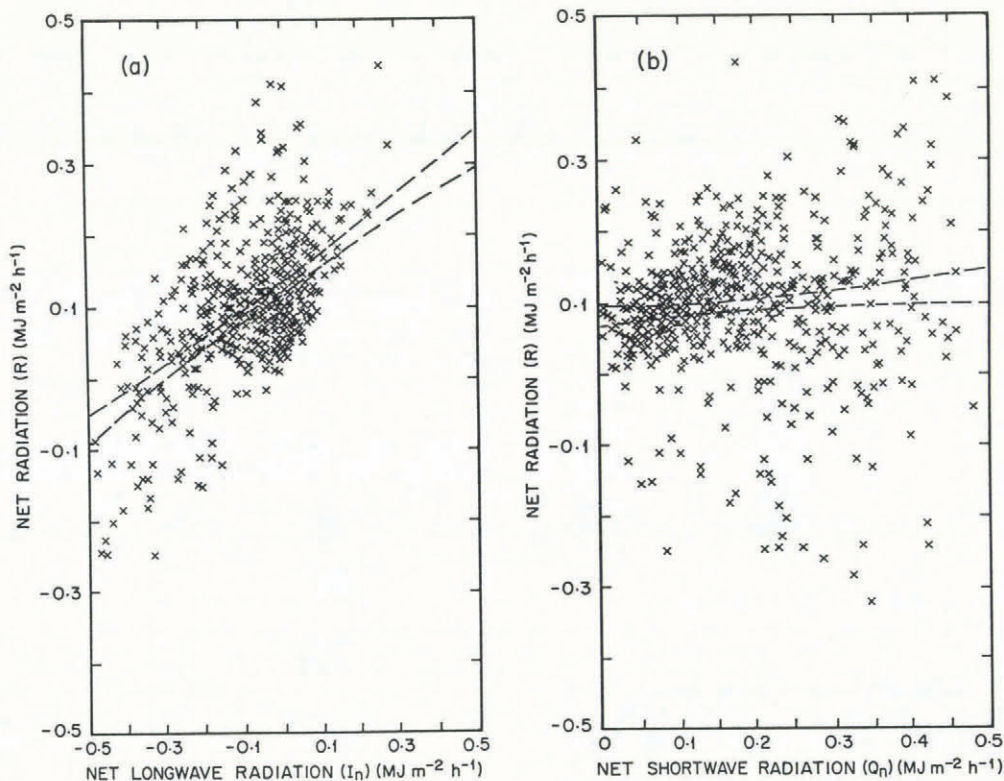 (a)
0·5
0·3
0·1
-0·1
-0·3
-0·5
NET RADIATION (R) (MJ m⁻² h⁻¹)
-0·5 -0·3 -0·1 0·1 0·3 0·5
NET LONGWAVE RADIATION (In) (MJ m⁻² h⁻¹)
(b)
0·5
0·3
0·1
-0·1
-0·3
-0·5
NET RADIATION (R) (MJ m⁻² h⁻¹)
0 0·1 0·2 0·3 0·4 0·5
NET SHORTWAVE RADIATION (Qn) (MJ m⁻² h⁻¹)